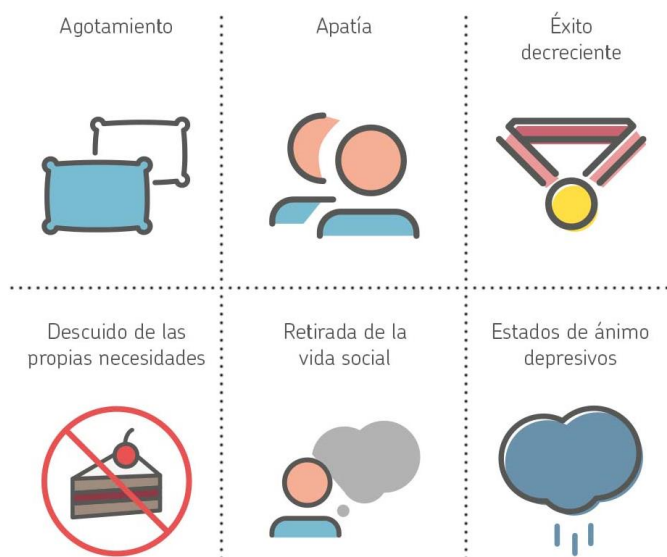 Agotamiento
Apatía
Éxito
decreciente
Descuido de las
propias necesidades
Retirada de la
vida social
Estados de ánimo
depresivos